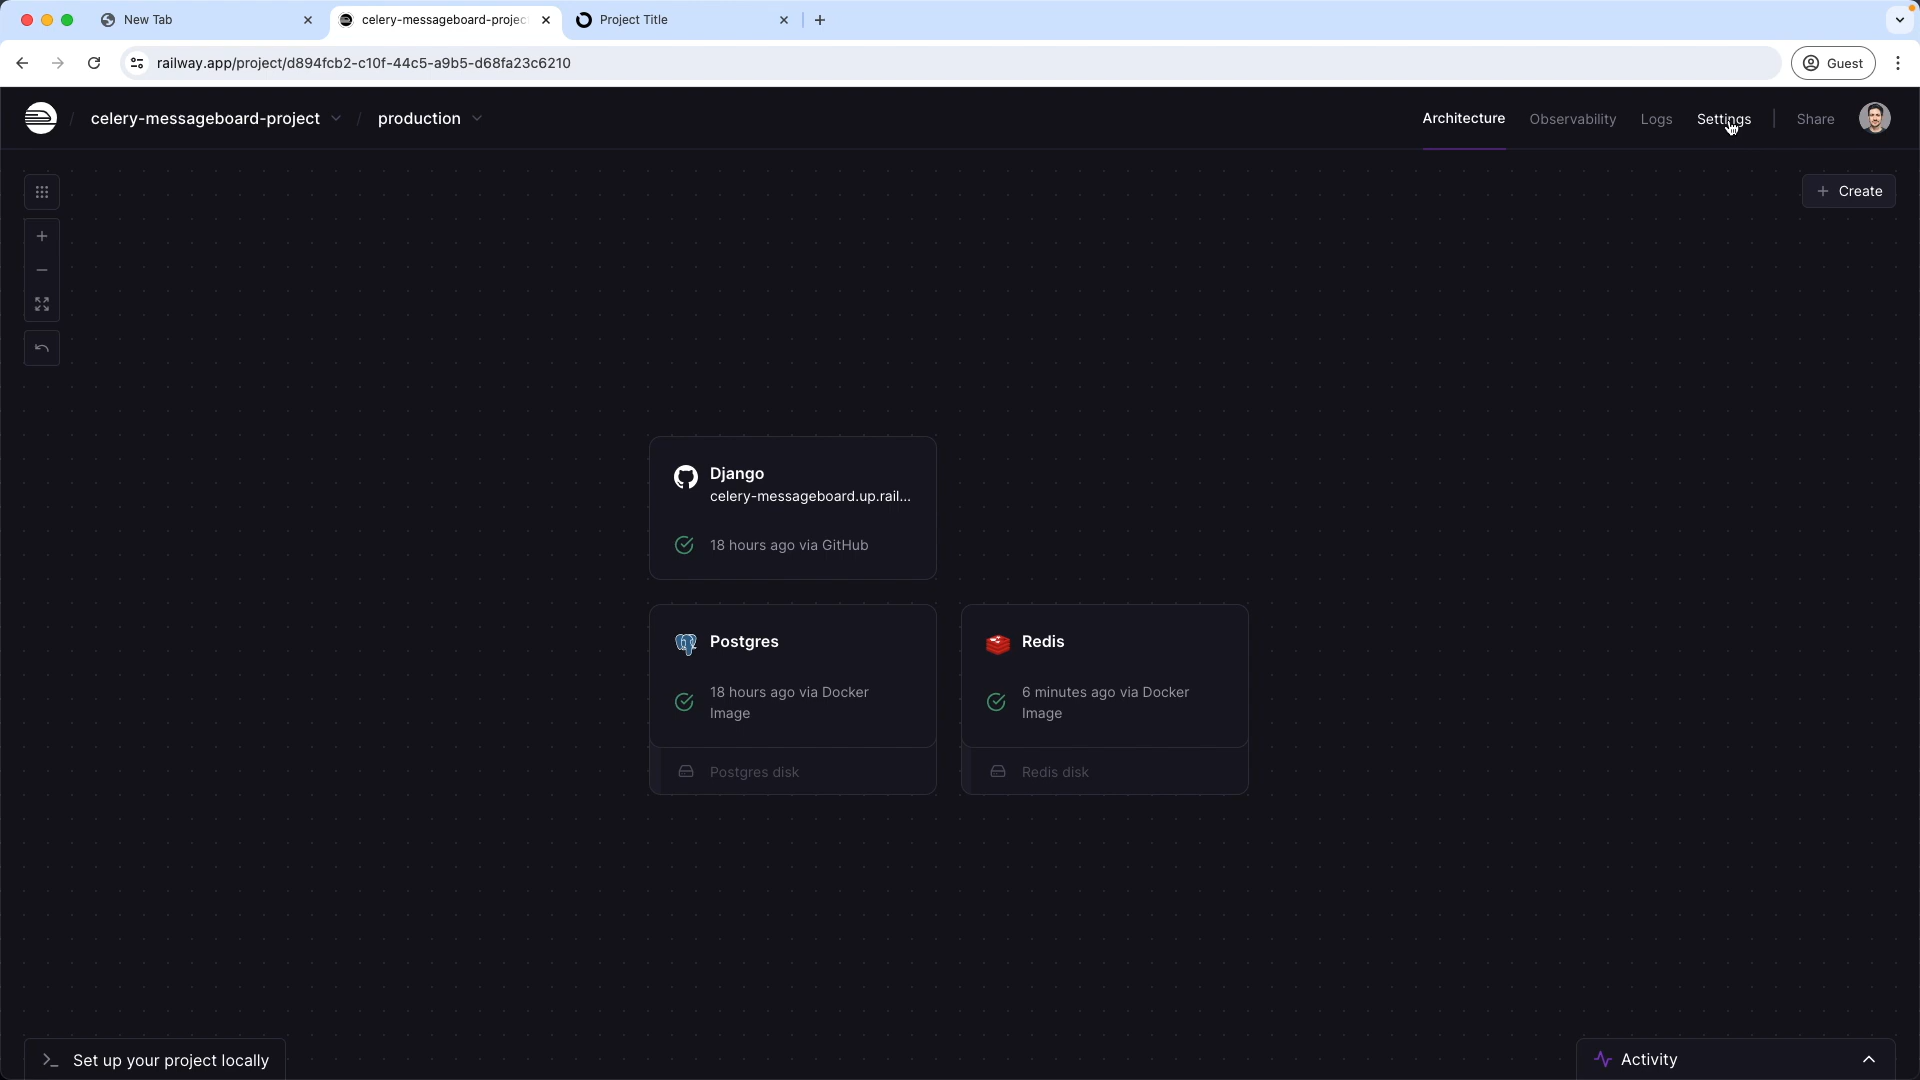 New Tab
celery-messageboard-projec
Project Title
railway.app/project/d894fcb2-c10f-44c5-a9b5-d68fa23c6210
Guest
/ celery-messageboard-project / production
Architecture
Observability
Logs
Settings
Share
Create
Django
celery-messageboard.up.rail...
18 hours ago via GitHub
Postgres
18 hours ago via Docker
Image
Postgres disk
Redis
6 minutes ago via Docker
Image
Redis disk
Set up your project locally
Activity